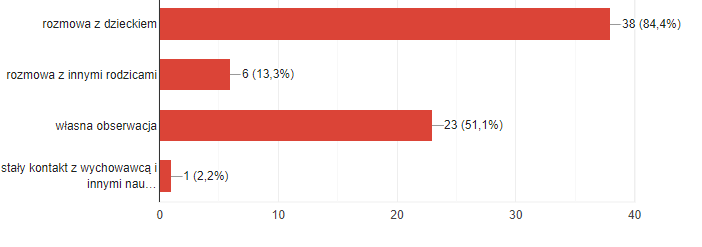 rozmowa z dzieckiem
38 (84,4%)
rozmowa z innymi rodzicami
6 (13,3%)
własna obserwacja
23 (51,1%)
stały kontakt z wychowawcą i
innymi nau…
1 (2,2%)
0
10
20
30
40